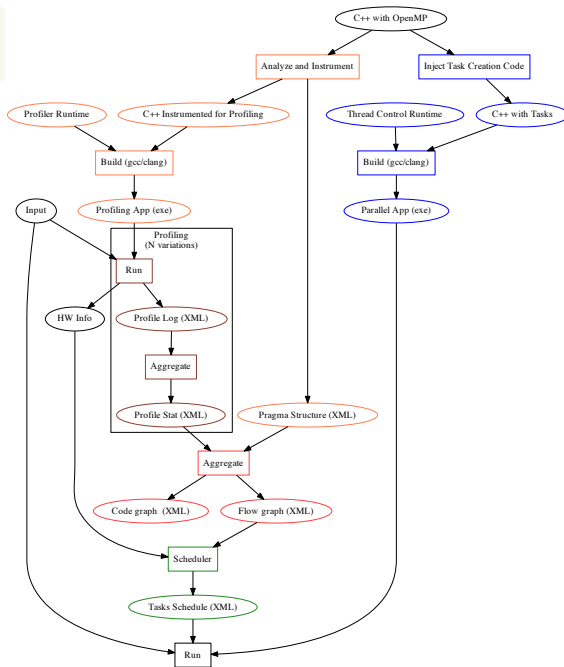 C++ with OpenMP
Analyze and Instrument
Inject Task Creation Code
Profiler Runtime
C++ Instrumented for Profiling
Thread Control Runtime
C++ with Tasks
Build (gcc/clang)
Build (gcc/clang)
Input
Profiling App (exe)
Parallel App (exe)
Profiling
(N variations)
Run
HW Info
Profile Log (XML)
Aggregate
Profile Stat (XML)
Pragma Structure (XML)
Aggregate
Code graph (XML)
Flow graph (XML)
Scheduler
Tasks Schedule (XML)
Run